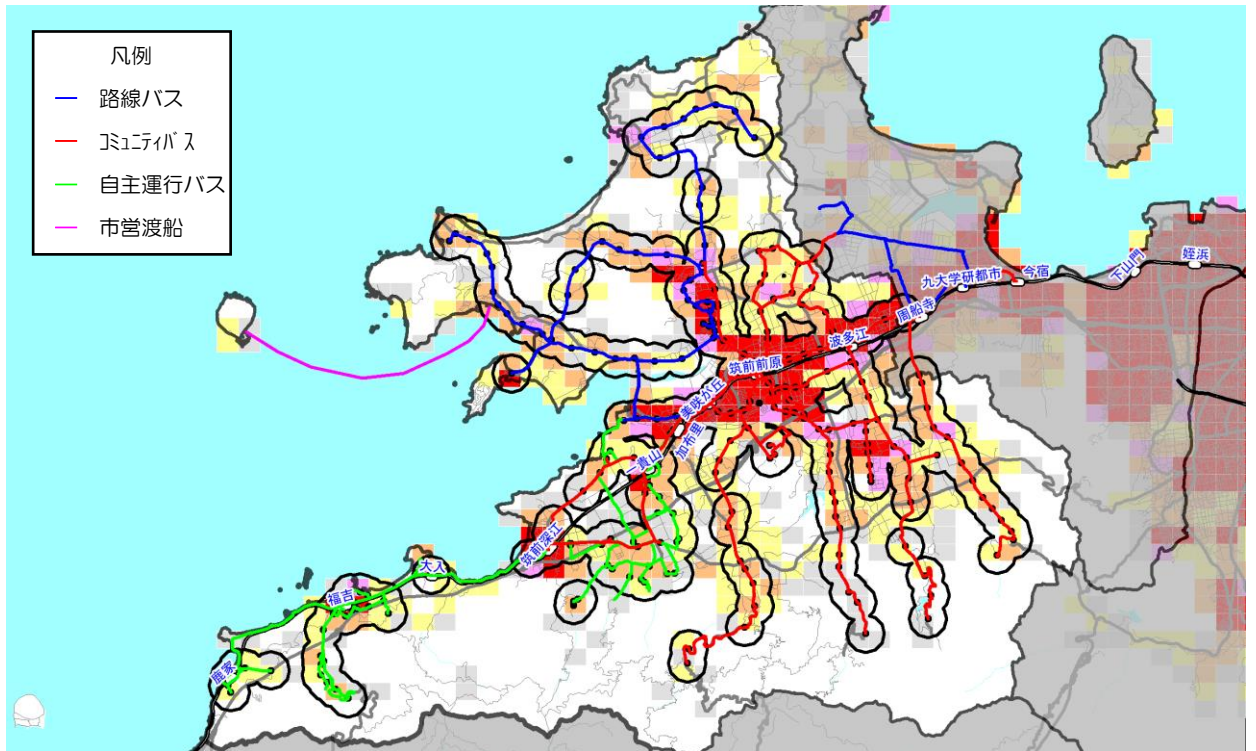 凡例
路線バス
コミュニティバス
自主運行バス
市営渡船
姪浜
下山門
今宿
九大学研都市
周船寺
波多江
筑前前原
美咲が丘
加布里
一貴山
筑前深江
大入
福吉
鹿家